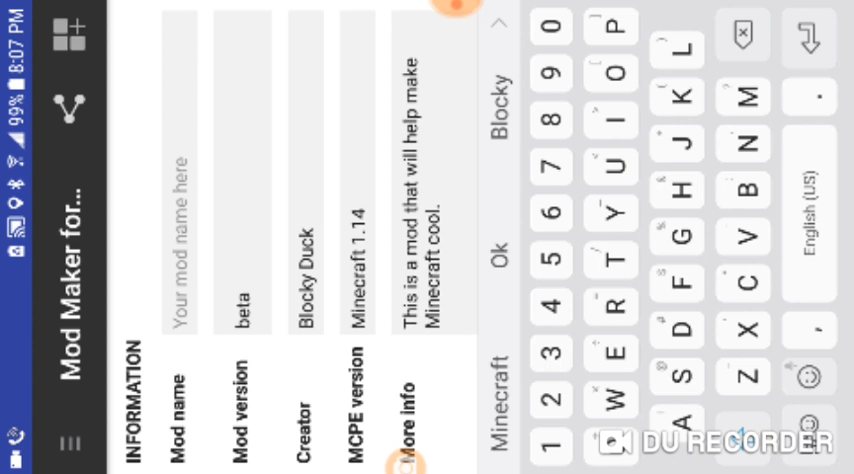 99% 8:07 PM
Mod Maker for...
INFORMATION
Mod name
Your mod name here
Mod version
beta
Creator
Blocky Duck
MCPE version
Minecraft 1.14
More info
This is a mod that will help make
Minecraft cool.
Minecraft Ok Blocky
1 2 3 4 5 6 7 8 9 0
W E R T Y U I O P
A S D F G H J K L
Z X C V B N M
, English (US) .
DU RECORDER